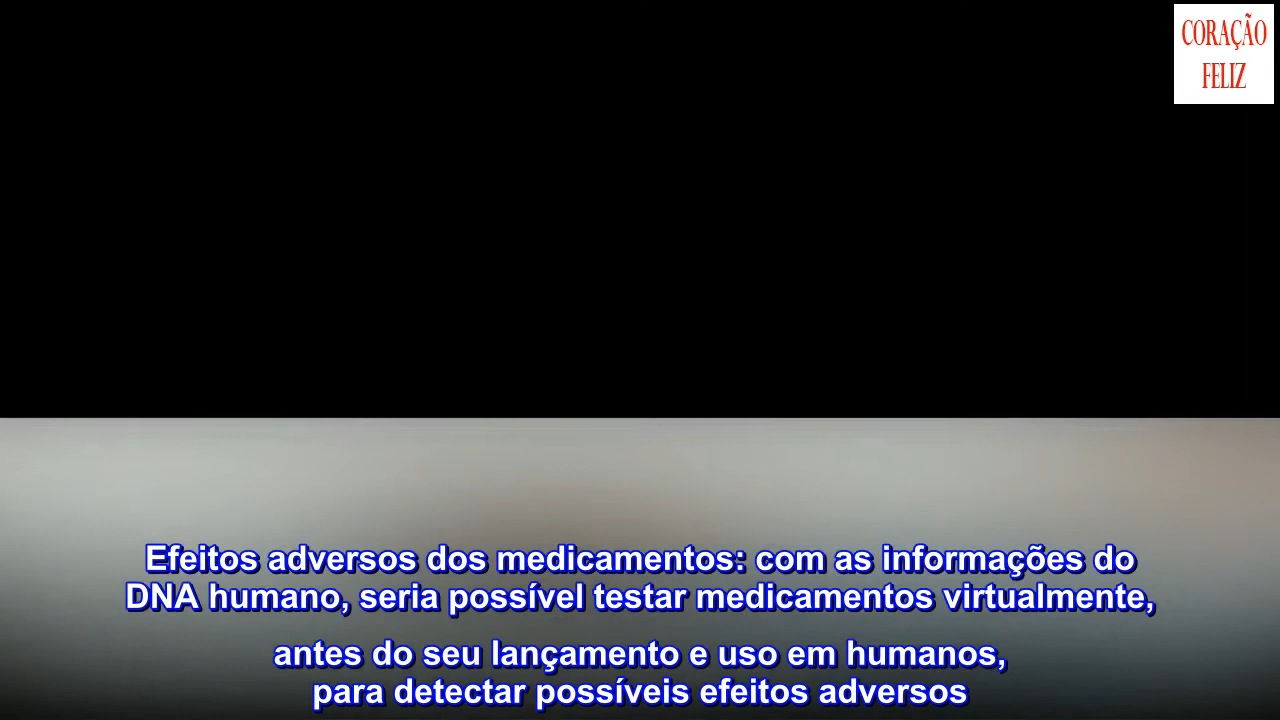 CORAÇÃO
FELIZ
Efeitos adversos dos medicamentos: com as informações do
DNA humano, seria possível testar medicamentos virtualmente,
antes do seu lançamento e uso em humanos,
para detectar possíveis efeitos adversos